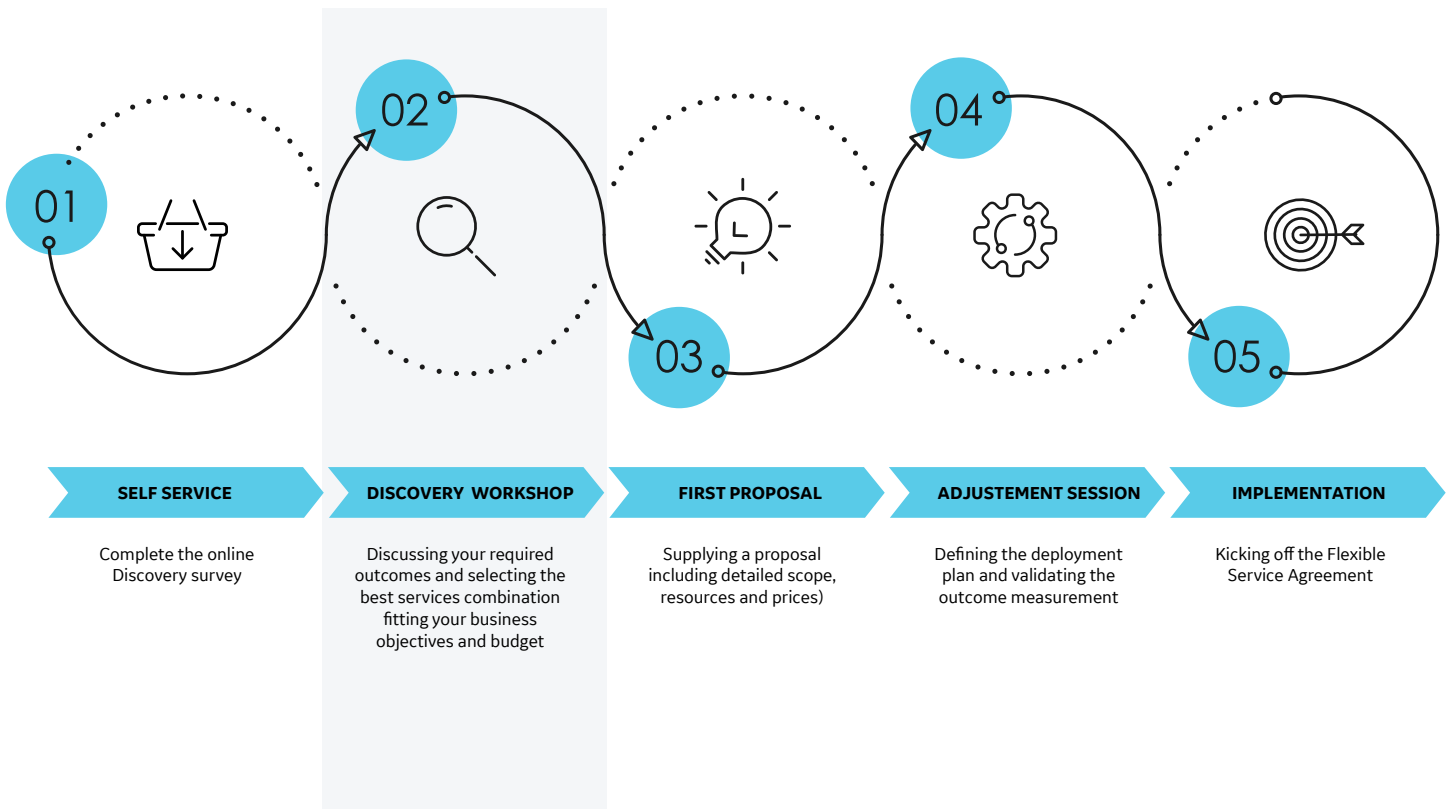 01
02
03
04
05
SELF SERVICE
Complete the online
Discovery survey
DISCOVERY WORKSHOP
Discussing your required
outcomes and selecting the
best services combination
fitting your business
objectives and budget
FIRST PROPOSAL
Supplying a proposal
including detailed scope,
resources and prices)
ADJUSTEMENT SESSION
Defining the deployment
plan and validating the
outcome measurement
IMPLEMENTATION
Kicking off the Flexible
Service Agreement